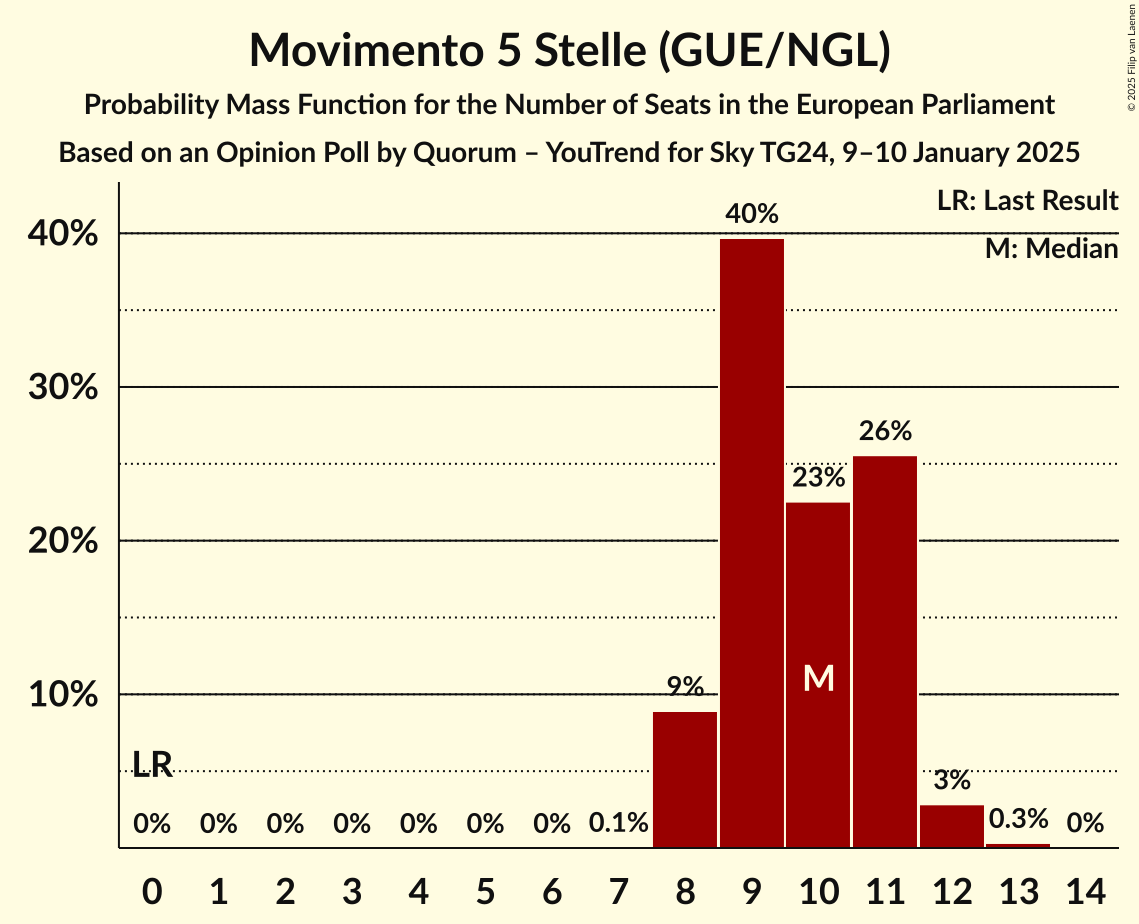 Movimento 5 Stelle (GUE/NGL)
Probability Mass Function for the Number of Seats in the European Parliament
Based on an Opinion Poll by Quorum – YouTrend for Sky TG24, 9–10 January 2025
© 2025 Filip van Laenen
LR: Last Result
M: Median
40%
30%
20%
10%
40%
26%
23%
9%
M
LR
3%
0% 0% 0% 0% 0% 0% 0% 0.1% 0.3% 0%
0 1 2 3 4 5 6 7 8 9 10 11 12 13 14